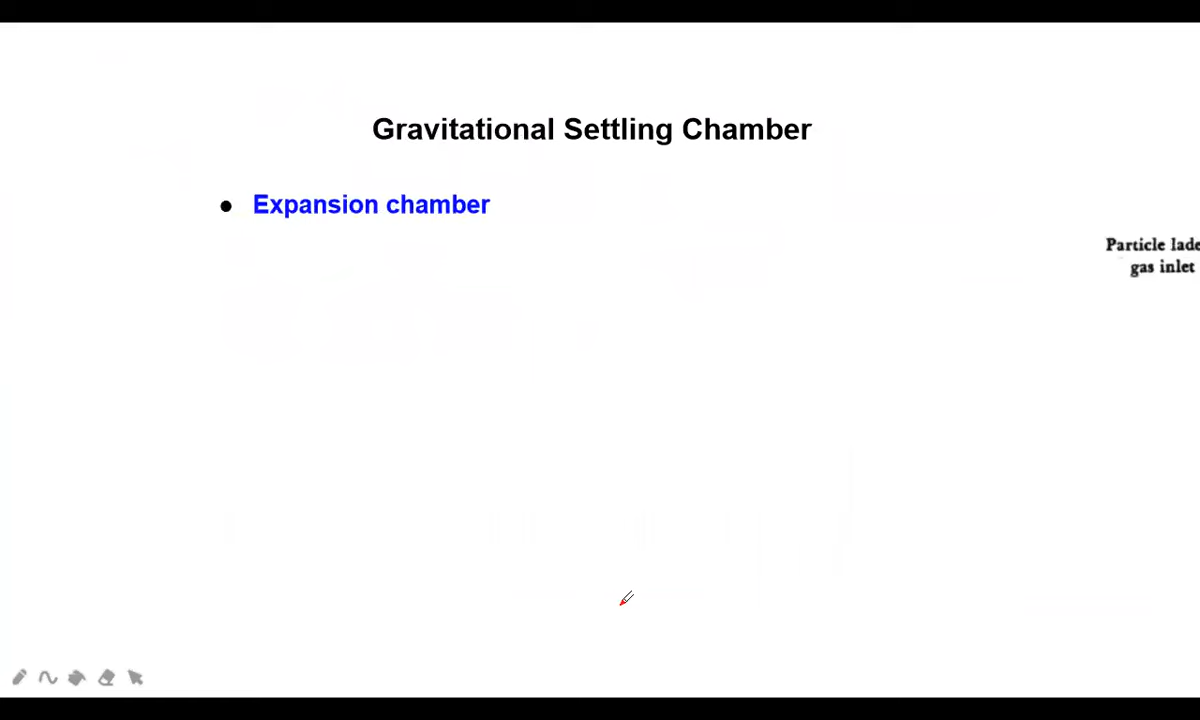 Gravitational Settling Chamber
● Expansion chamber
Particle lade
gas inlet